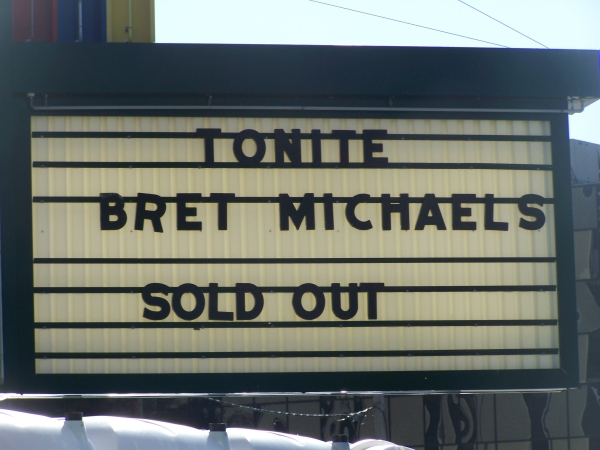 TONITE
BRET MICHAELS
SOLD OUT